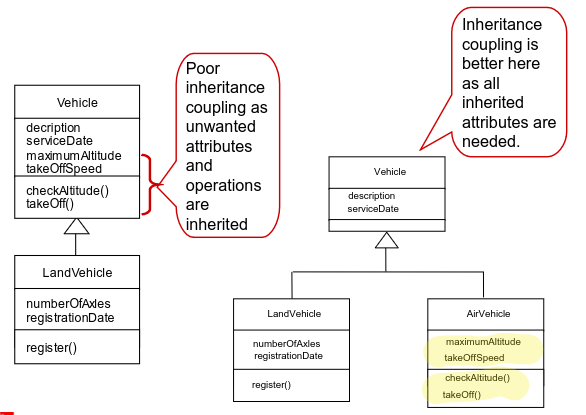 Vehicle
decription
serviceDate
maximumAltitude
takeOffSpeed
checkAltitude()
takeOff()
LandVehicle
numberOfAxles
registrationDate
register()
Poor
inheritance
coupling as
unwanted
attributes
and
operations
are
inherited
Inheritance
coupling is
better here
as all
inherited
attributes are
needed.
Vehicle
description
serviceDate
LandVehicle
numberOfAxles
registrationDate
register()
AirVehicle
maximumAltitude
takeOffSpeed
checkAltitude()
takeOff()